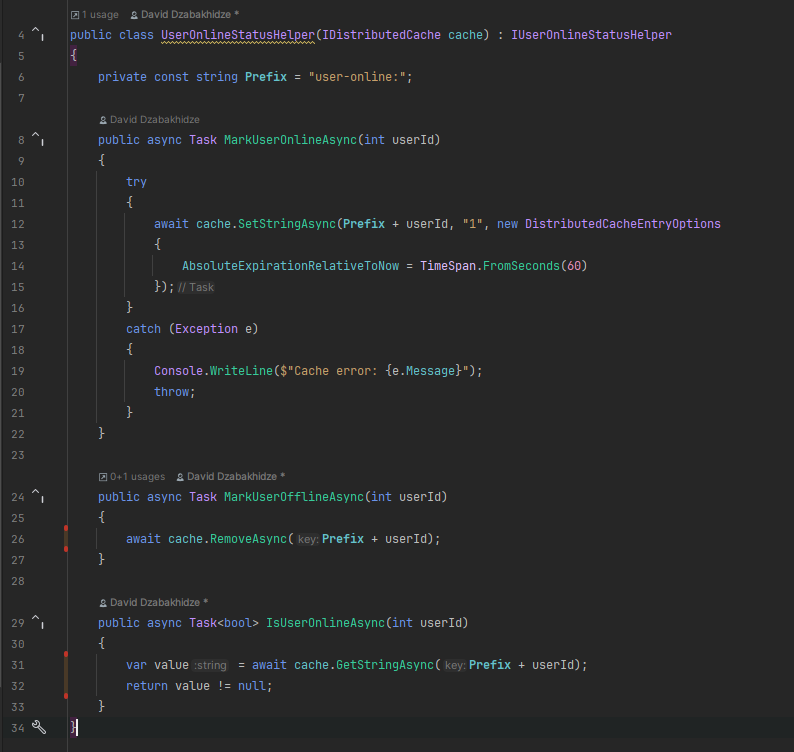 1 usage David Dzabakhidze *
4 public class UserOnlineStatusHelper(IDistributedCache cache) : IUserOnlineStatusHelper
5 {
6 private const string Prefix = "user-online:";
7
David Dzabakhidze
8 public async Task MarkUserOnlineAsync(int userId)
9 {
10 try
11 {
12 await cache.SetStringAsync(Prefix + userId, "1", new DistributedCacheEntryOptions
13 {
14 AbsoluteExpirationRelativeToNow = TimeSpan.FromSeconds(60)
15 }); // Task
16 }
17 catch (Exception e)
18 {
19 Console.WriteLine($"Cache error: {e.Message}");
20 throw;
21 }
22 }
23
0+1 usages David Dzabakhidze *
24 public async Task MarkUserOfflineAsync(int userId)
25 {
26 await cache.RemoveAsync( key: Prefix + userId);
27 }
28
David Dzabakhidze *
29 public async Task<bool> IsUserOnlineAsync(int userId)
30 {
31 var value :string = await cache.GetStringAsync( key: Prefix + userId);
32 return value != null;
33 }
34 }